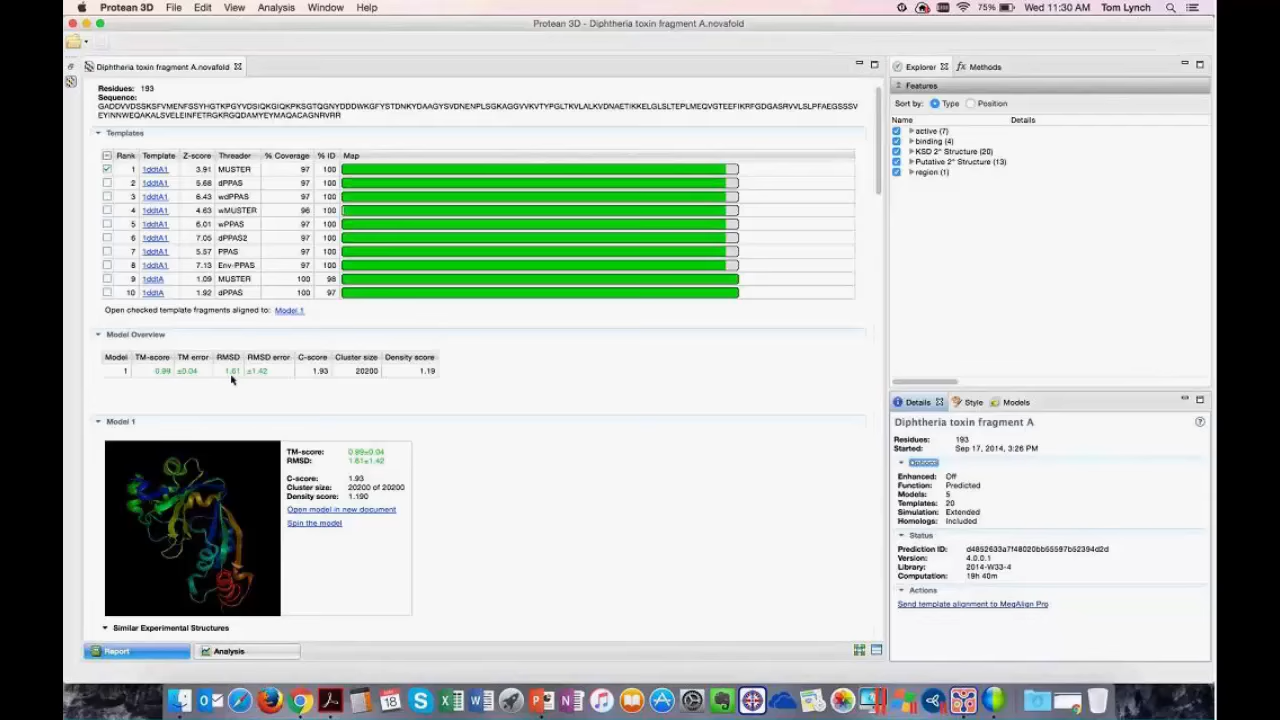 Protean 3D File Edit View Analysis Window Help 75% Wed 11:30 AM Tom Lynch
Protean 3D - Diphtheria toxin fragment A.novafold
Diphtheria toxin fragment A.novafold
Residues: 193
Sequence:
GADDVVDSSKSFVMENFSSYHGTKPGYVDSIQKGIQKPKSGTQGNYDDDWKGFYSTDNKYDAAGYSVDNENPLSGKAGGVVKVTYPGLTKVLALKVDNAETIKKELGLSLTEPLMEQVGTEEFIKRFGDGASRVVLSLPFAEGSSSV
EYINNWEQAKALSVELEINFETRGKRGQDAMYEYMAQACAGNRVRR
Templates
Rank Template Z-score Threader % Coverage % ID Map
1 1ddtA1 3.91 MUSTER 97 100
2 1ddtA1 5.68 dPPAS 97 100
3 1ddtA1 6.43 wdPPAS 97 100
4 1ddtA1 4.63 wMUSTER 96 100
5 1ddtA1 6.01 wPPAS 97 100
6 1ddtA1 7.05 dPPAS2 97 100
7 1ddtA1 5.57 PPAS 97 100
8 1ddtA1 7.13 Env-PPAS 97 100
9 1ddtA 1.09 MUSTER 100 98
10 1ddtA 1.92 dPPAS 100 97
Open checked template fragments aligned to: Model 1
Model Overview
Model TM-score TM error RMSD RMSD error C-score Cluster size Density score
1 0.99 ±0.04 1.61 ±1.42 1.93 20200 1.19
Model 1
TM-score: 0.99±0.04
RMSD: 1.61±1.42
C-score: 1.93
Cluster size: 20200 of 20200
Density score: 1.190
Open model in new document
Spin the model
Similar Experimental Structures
Report Analysis
Explorer Methods
Features
Sort by: Type Position
Name Details
active (7)
binding (4)
KSD 2° Structure (20)
Putative 2° Structure (13)
region (1)
Details Style Models
Diphtheria toxin fragment A
Residues: 193
Started: Sep 17, 2014, 3:26 PM
Options
Enhanced: Off
Function: Predicted
Models: 5
Templates: 20
Simulation: Extended
Homologs: Included
Status
Prediction ID: d4852633a7f48020bb55597b52394d2d
Version: 4.0.0.1
Library: 2014-W33-4
Computation: 19h 40m
Actions
Send template alignment to MegAlign Pro
18